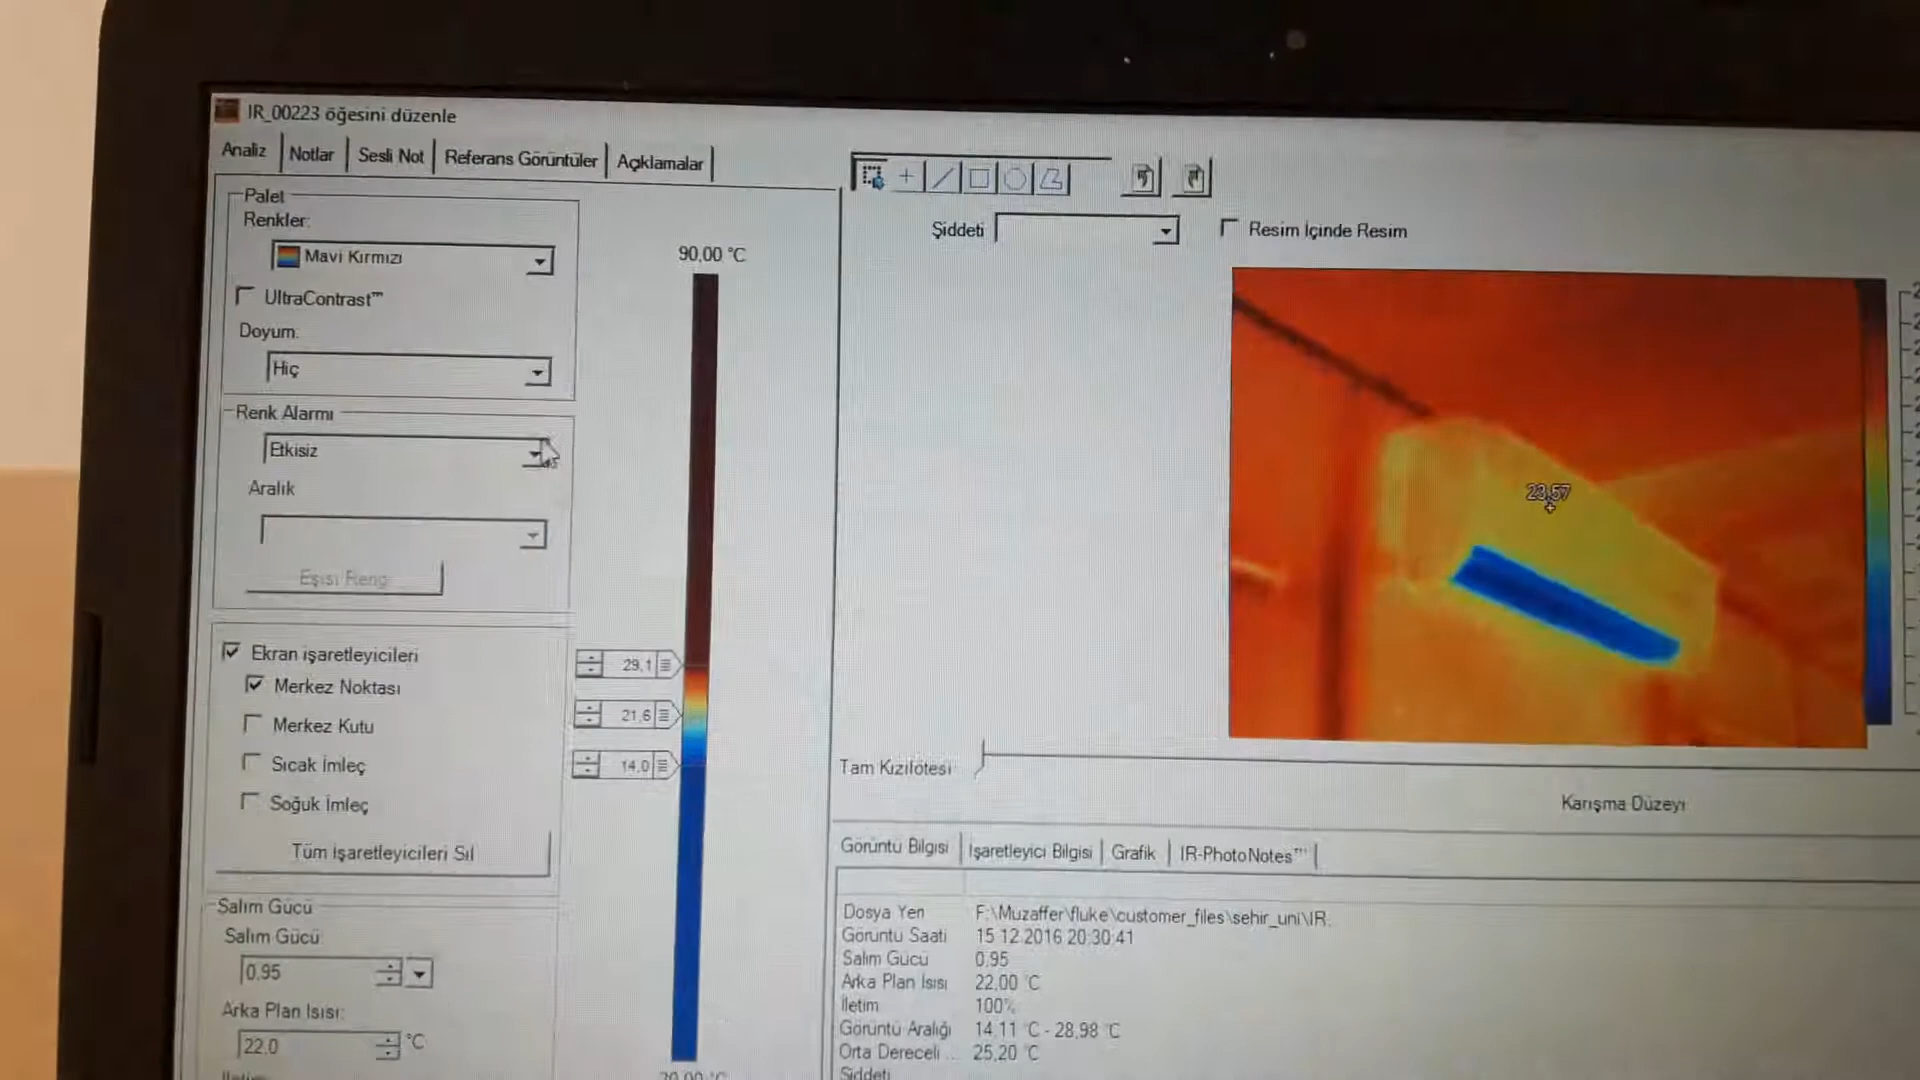 IR_00223 öğesini düzenle
Analiz
Notlar
Sesli Not
Referans Görüntüler
Açıklamalar
Palet
Renkler:
Mavi Kırmızı
UltraContrast™
Doyum:
Hiç
Renk Alarmı
Etkisiz
Aralık
Ekran işaretleyicileri
Merkez Noktası
Merkez Kutu
Sıcak İmleç
Soğuk İmleç
Tüm İşaretleyicileri Sil
Salım Gücü
Salım Gücü
0.95
Arka Plan Isısı:
22.0 °C
90,00 °C
29,1
21,6
14,0
Şiddeti
Resim İçinde Resim
23,57
Tam Kızılötesi
Karışma Düzeyi
Görüntü Bilgisi
İşaretleyici Bilgisi
Grafik
IR-PhotoNotes™
Dosya Yeri F:\Muzaffer\fluke\customer_files\sehir_uni\IR.
Görüntü Saati 15.12.2016 20:30:41
Salım Gücü 0,95
Arka Plan Isısı 22,00 °C
İletim 100%
Görüntü Aralığı 14,11 °C - 28,98 °C
Orta Dereceli ... 25,20 °C
Şiddeti